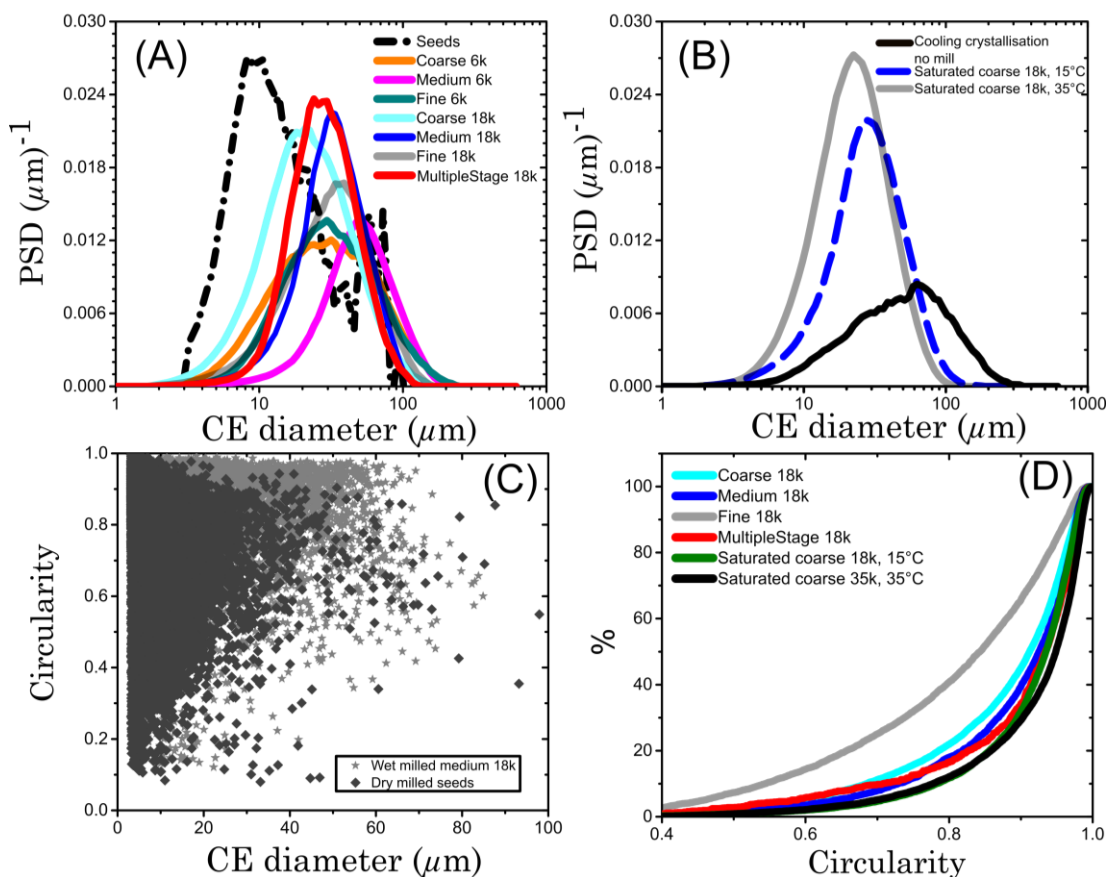 (A)
PSD (µm)-1
0.030
0.024
0.018
0.012
0.006
0.000
Seeds
Coarse 6k
Medium 6k
Fine 6k
Coarse 18k
Medium 18k
Fine 18k
MultipleStage 18k
1 10 100 1000
CE diameter (µm)
(B)
PSD (µm)-1
0.030
0.024
0.018
0.012
0.006
0.000
Cooling crystallisation
no mill
Saturated coarse 18k, 15°C
Saturated coarse 18k, 35°C
1 10 100 1000
CE diameter (µm)
(C)
Circularity
1.0
0.8
0.6
0.4
0.2
0.0
Wet milled medium 18k
Dry milled seeds
0 20 40 60 80 100
CE diameter (µm)
(D)
%
100
80
60
40
20
0
Coarse 18k
Medium 18k
Fine 18k
MultipleStage 18k
Saturated coarse 18k, 15°C
Saturated coarse 35k, 35°C
0.4 0.6 0.8 1.0
Circularity